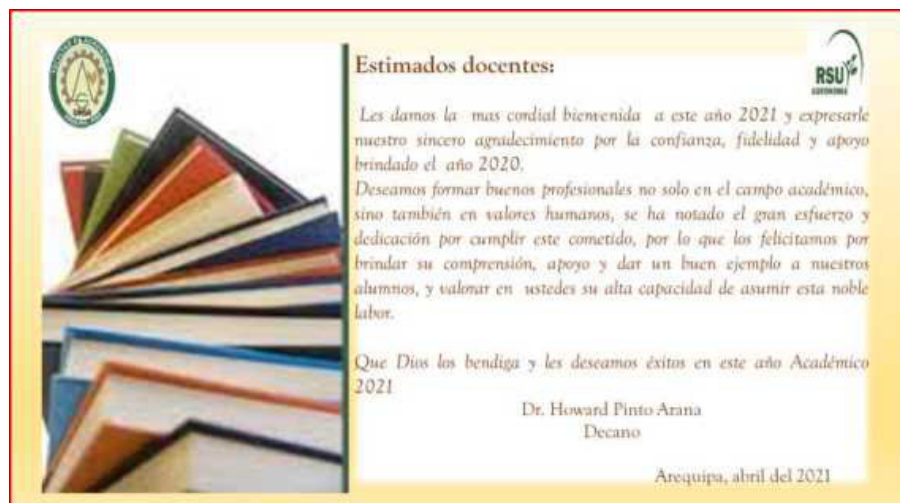 Estimados docentes:
RSU
AGRONOMIA
Les damos la mas cordial bienvenida a este año 2021 y expresarle
nuestro sincero agradecimiento por la confianza, fidelidad y apoyo
brindado el año 2020.
Deseamos formar buenos profesionales no solo en el campo académico,
sino también en valores humanos, se ha notado el gran esfuerzo y
dedicación por cumplir este cometido, por lo que los felicitamos por
brindar su comprensión, apoyo y dar un buen ejemplo a nuestros
alumnos, y valorar en ustedes su alta capacidad de asumir esta noble
labor.
Que Dios los bendiga y les deseamos éxitos en este año Académico
2021
Dr. Howard Pinto Arana
Decano
Arequipa, abril del 2021